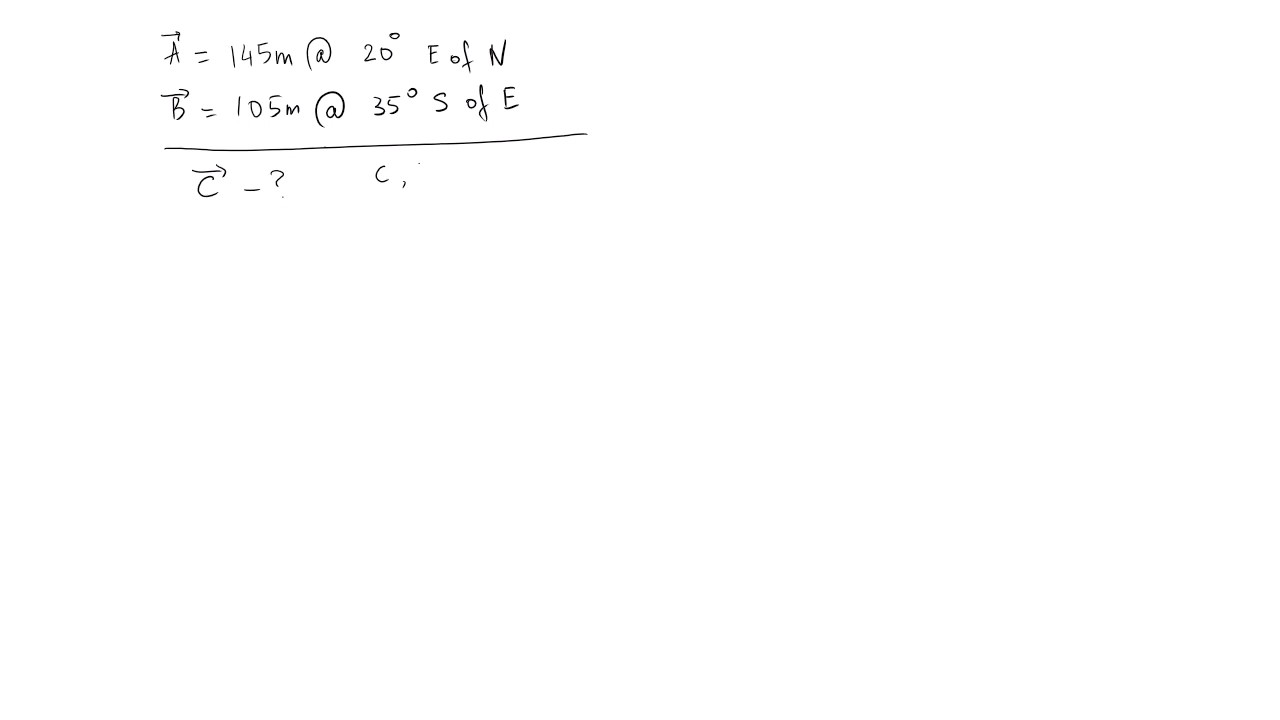 A⃗ = 145m @ 20° E of N
B⃗ = 105m @ 35° S of E
C⃗ – ? C,